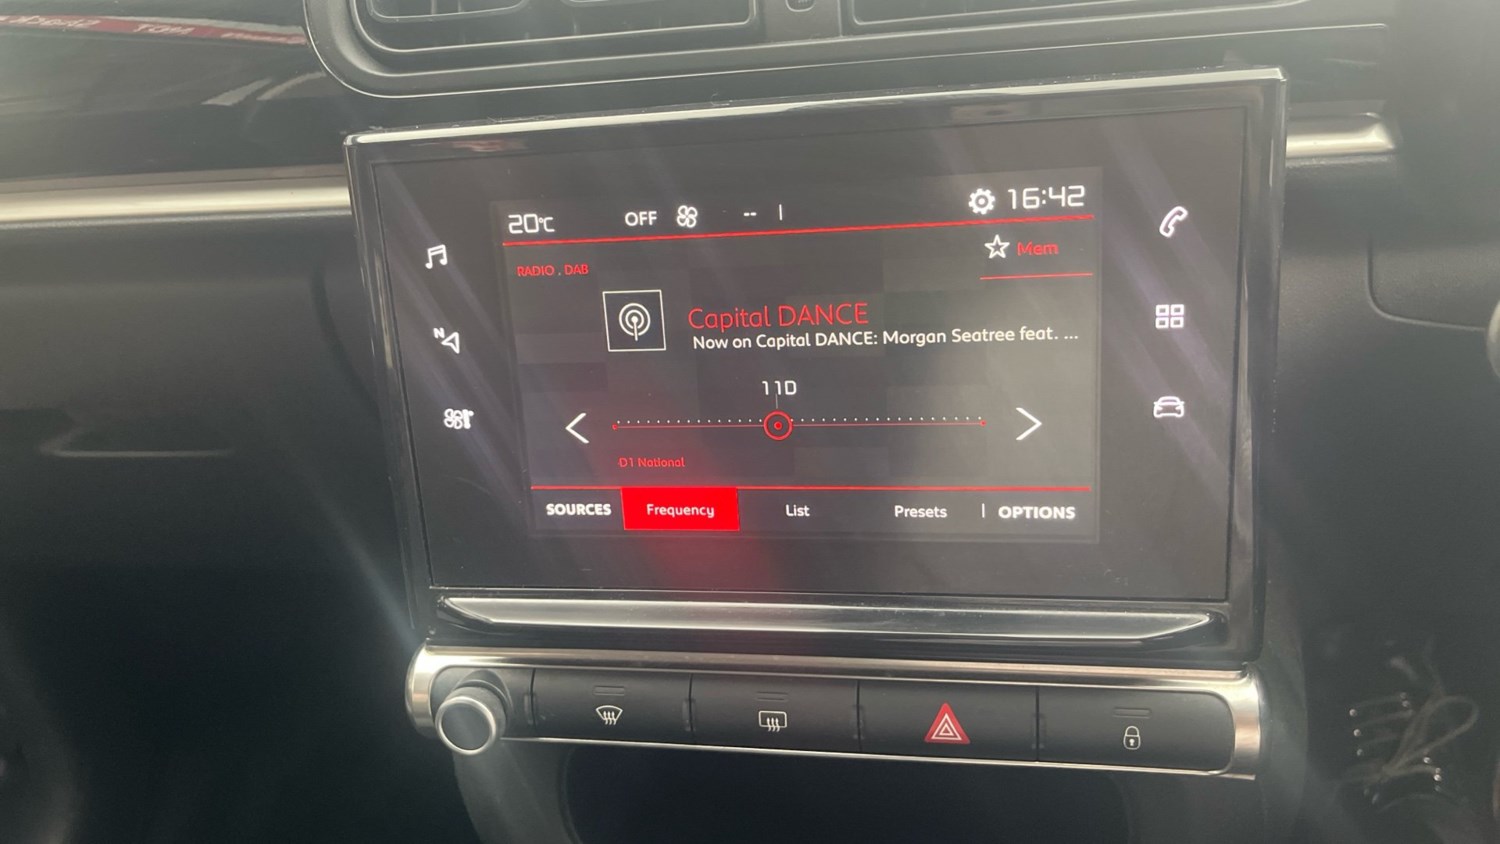 20°C OFF -- | 16:42
RADIO . DAB
Mem
Capital DANCE
Now on Capital DANCE: Morgan Seatree feat. ...
11D
D1 National
SOURCES Frequency List Presets | OPTIONS
N